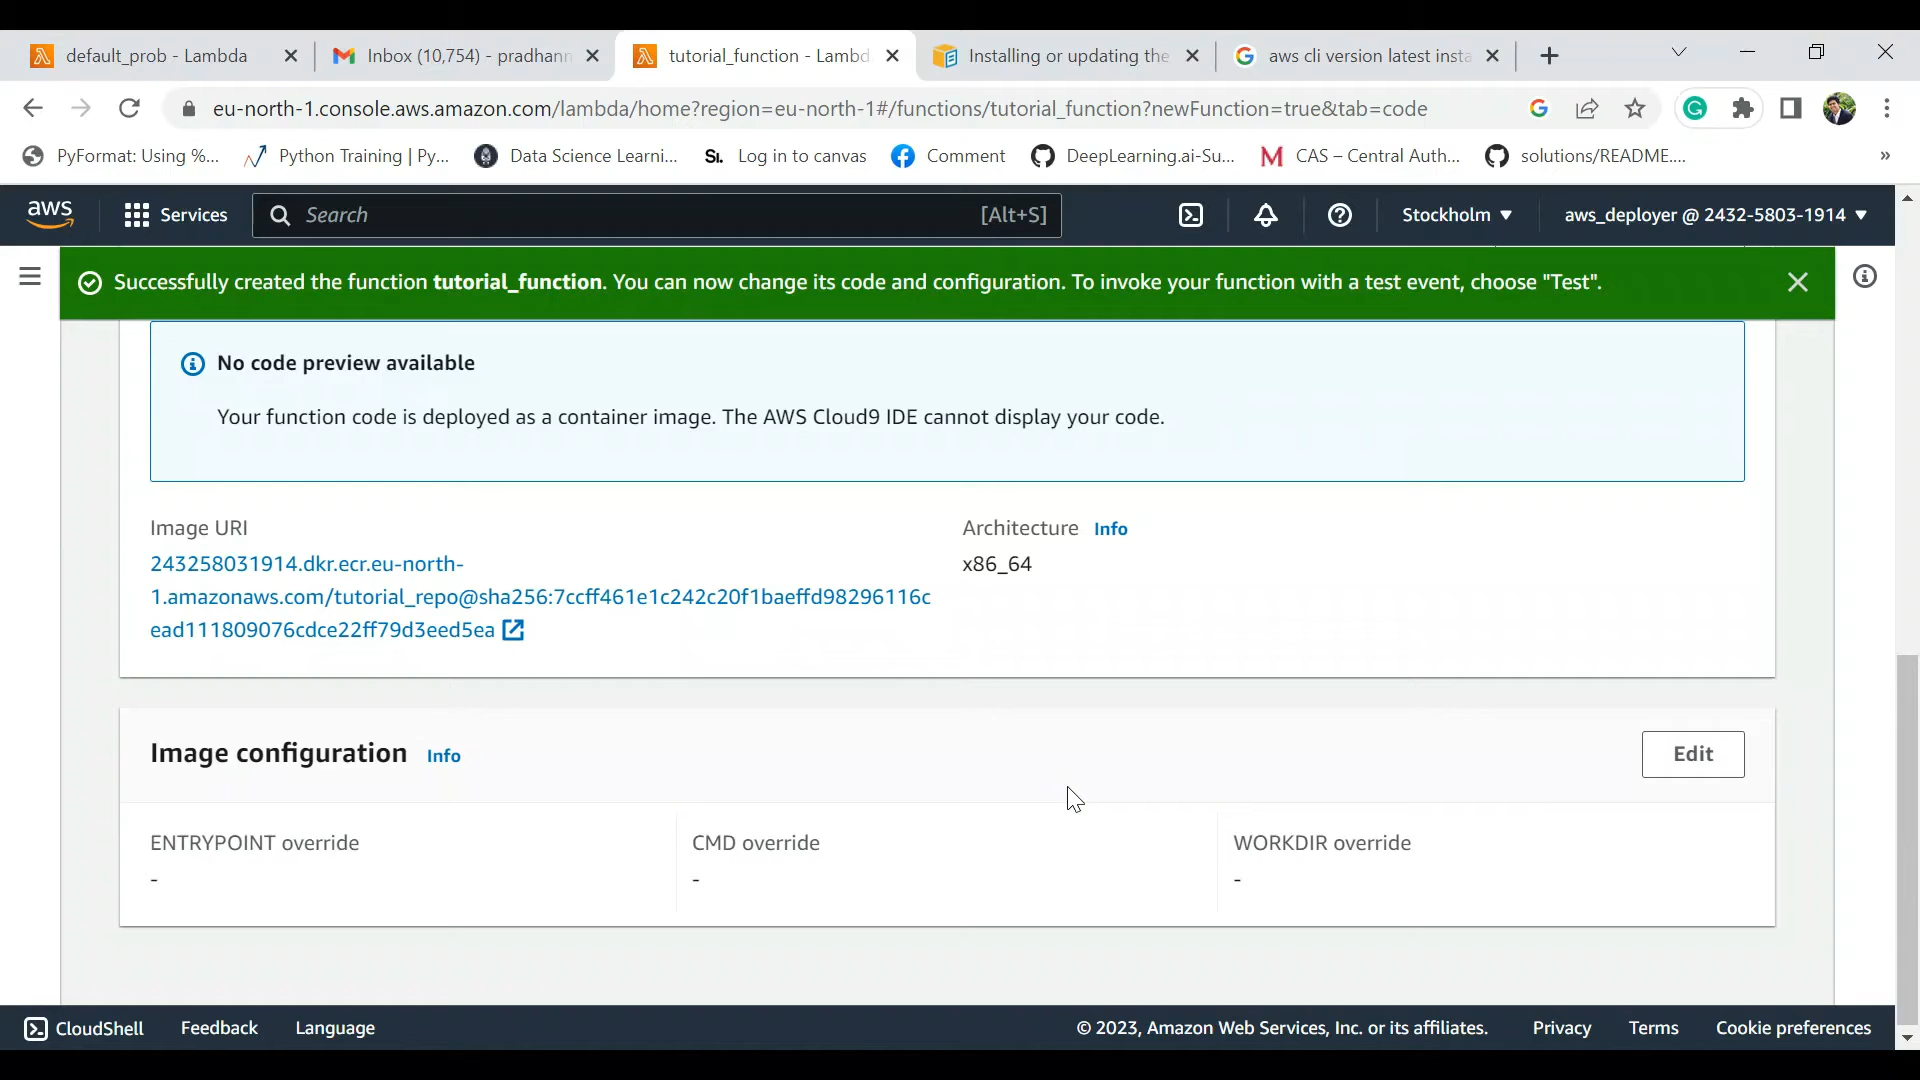 default_prob - Lambda
Inbox (10,754) - pradhann
tutorial_function - Lambd
Installing or updating the
aws cli version latest insta
eu-north-1.console.aws.amazon.com/lambda/home?region=eu-north-1#/functions/tutorial_function?newFunction=true&tab=code
PyFormat: Using %...
Python Training | Py...
Data Science Learni...
Log in to canvas
Comment
DeepLearning.ai-Su...
CAS – Central Auth...
solutions/README....
»
aws
Services
Search
[Alt+S]
Stockholm
aws_deployer @ 2432-5803-1914
Successfully created the function tutorial_function. You can now change its code and configuration. To invoke your function with a test event, choose "Test".
No code preview available
Your function code is deployed as a container image. The AWS Cloud9 IDE cannot display your code.
Image URI
243258031914.dkr.ecr.eu-north-
1.amazonaws.com/tutorial_repo@sha256:7ccff461e1c242c20f1baeffd98296116c
ead111809076cdce22ff79d3eed5ea
Architecture Info
x86_64
Image configuration Info
Edit
ENTRYPOINT override
-
CMD override
-
WORKDIR override
-
CloudShell
Feedback
Language
© 2023, Amazon Web Services, Inc. or its affiliates.
Privacy
Terms
Cookie preferences